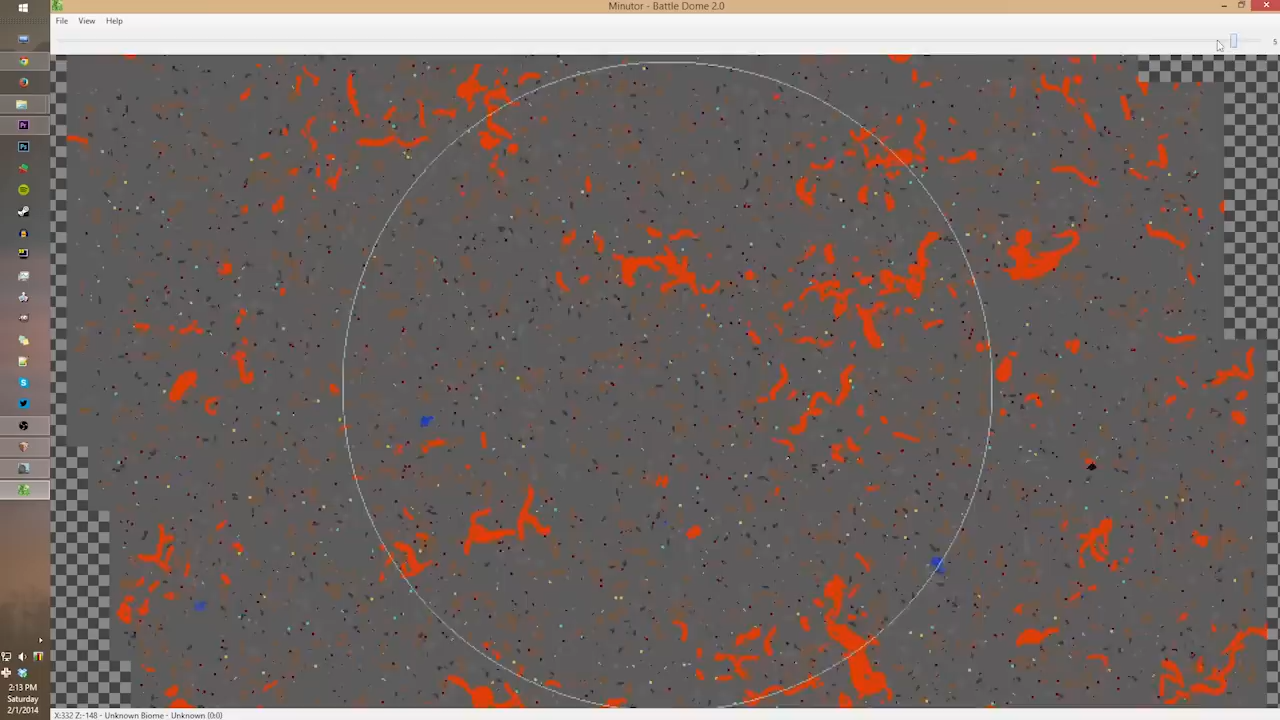 Minutor - Battle Dome 2.0
File View Help
5
2:13 PM
Saturday
2/1/2014
X:332 Z:-148 - Unknown Biome - Unknown (0:0)